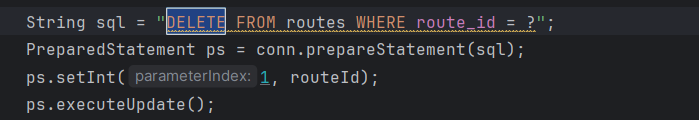 String sql = "DELETE FROM routes WHERE route_id = ?";
PreparedStatement ps = conn.prepareStatement(sql);
ps.setInt( parameterIndex: 1, routeId);
ps.executeUpdate();